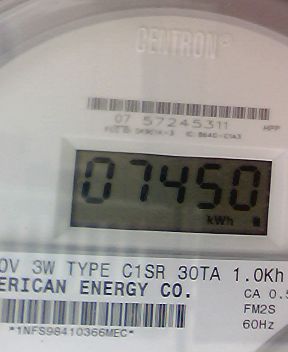 CENTRON®
07 57245311
07450
kWh
0V 3W TYPE C1SR 30TA 1.0Kh
ERICAN ENERGY CO.
CA 0.5
FM2S
60Hz
*1NFS98410366MEC*